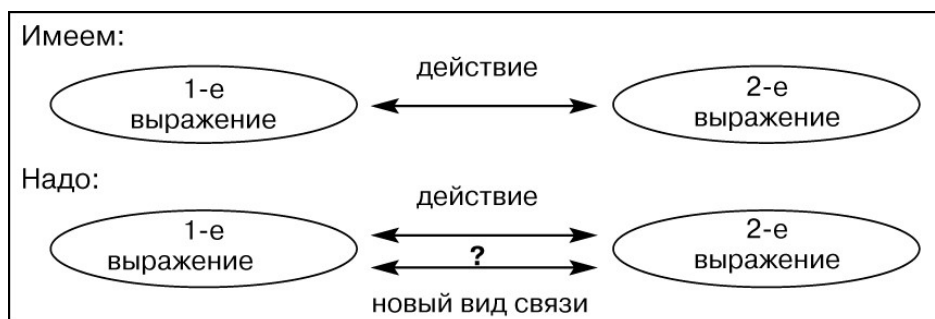 Имеем:
действие
1-е
выражение
2-е
выражение
Надо:
действие
1-е
выражение
?
2-е
выражение
новый вид связи